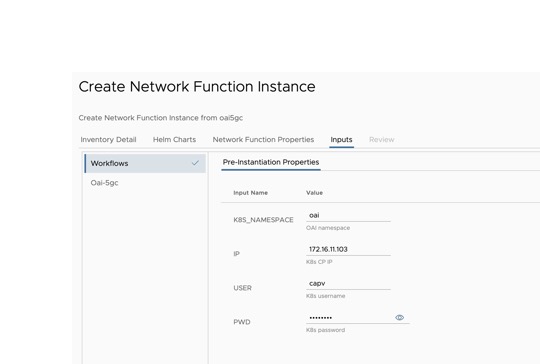 Create Network Function Instance
Create Network Function Instance from oai5gc
Inventory Detail Helm Charts Network Function Properties Inputs Review
Workflows
Oai-5gc
Pre-Instantiation Properties
Input Name Value
K8S_NAMESPACE oai
OAI namespace
IP 172.16.11.103
K8s CP IP
USER capv
K8s username
PWD ••••••••
K8s password